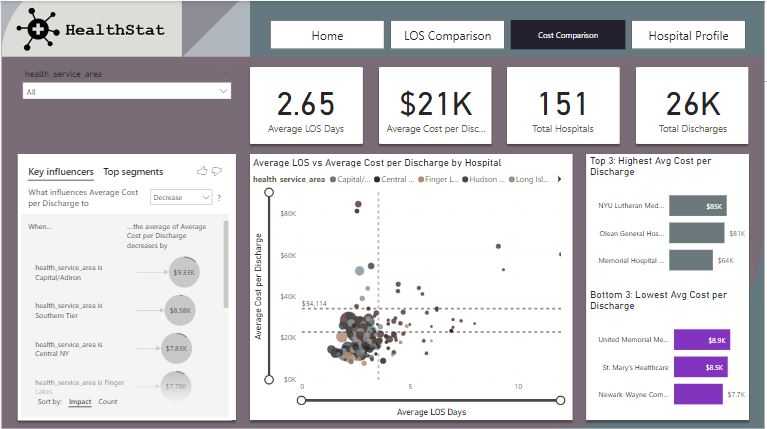 HealthStat
Home
LOS Comparison
Cost Comparison
Hospital Profile
health_service_area
All
2.65
Average LOS Days
$21K
Average Cost per Disc...
151
Total Hospitals
26K
Total Discharges
Key influencers Top segments
What influences Average Cost
per Discharge to
Decrease
?
When...
...the average of Average
Cost per Discharge
decreases by
health_service_area is
Capital/Adiron
$9.33K
health_service_area is
Southern Tier
$8.58K
health_service_area is
Central NY
$7.83K
health_service_area is Finger
Lakes
$7.78K
Sort by: Impact Count
Average LOS vs Average Cost per Discharge by Hospital
health_service_area Capital/... Central ... Finger L... Hudson ... Long Isl...
Average Cost per Discharge
$80K
$60K
$40K
$34,114
$20K
$0K
0
5
10
Average LOS Days
Top 3: Highest Avg Cost per
Discharge
NYU Lutheran Med...
$85K
Olean General Hos...
$81K
Memorial Hospital ...
$64K
Bottom 3: Lowest Avg Cost per
Discharge
United Memorial Me...
$8.9K
St. Mary's Healthcare
$8.5K
Newark-Wayne Com...
$7.7K